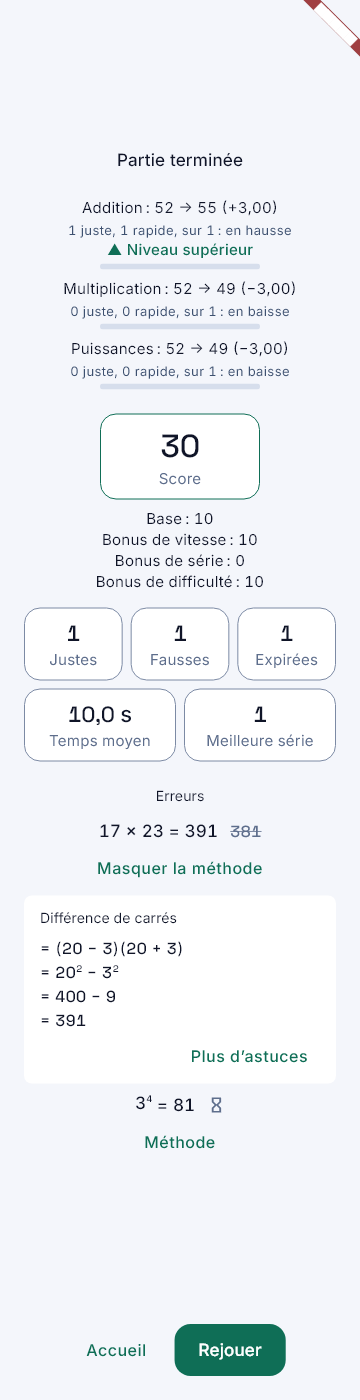 Partie terminée
Addition : 52 → 55 (+3,00)
1 juste, 1 rapide, sur 1 : en hausse
▲ Niveau supérieur
Multiplication : 52 → 49 (−3,00)
0 juste, 0 rapide, sur 1 : en baisse
Puissances : 52 → 49 (−3,00)
0 juste, 0 rapide, sur 1 : en baisse
30
Score
Base : 10
Bonus de vitesse : 10
Bonus de série : 0
Bonus de difficulté : 10
1
Justes
1
Fausses
1
Expirées
10,0 s
Temps moyen
1
Meilleure série
Erreurs
17 × 23 = 391 381
Masquer la méthode
Différence de carrés
= (20 − 3)(20 + 3)
= 20² − 3²
= 400 − 9
= 391
Plus d’astuces
3⁴ = 81
Méthode
Accueil
Rejouer